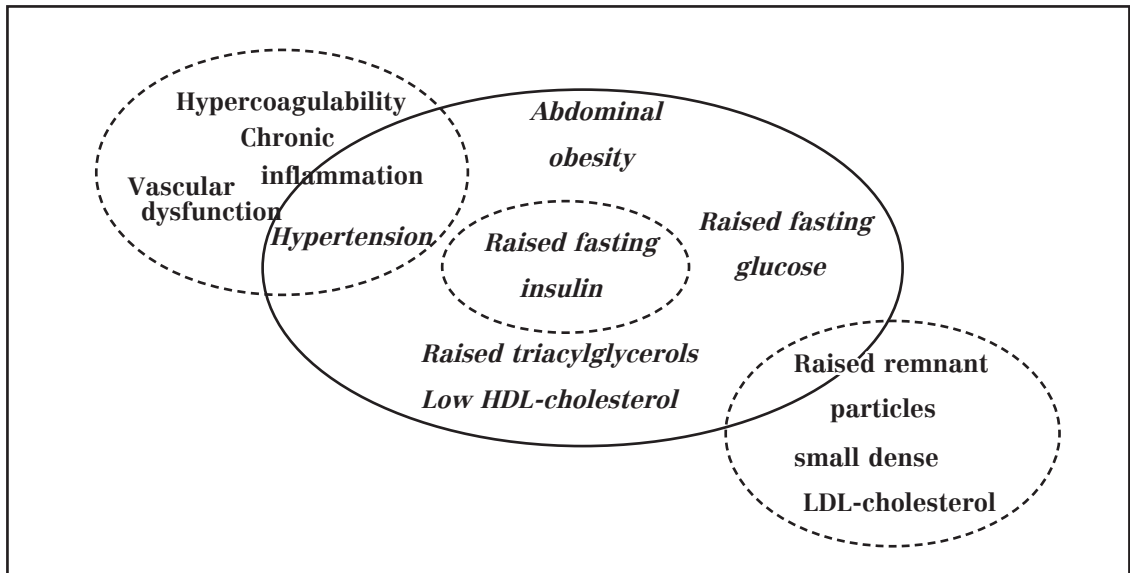 Hypercoagulability
Chronic
inflammation
Vascular
dysfunction
Hypertension
Abdominal
obesity
Raised fasting
insulin
Raised fasting
glucose
Raised triacylglycerols
Low HDL-cholesterol
Raised remnant
particles
small dense
LDL-cholesterol